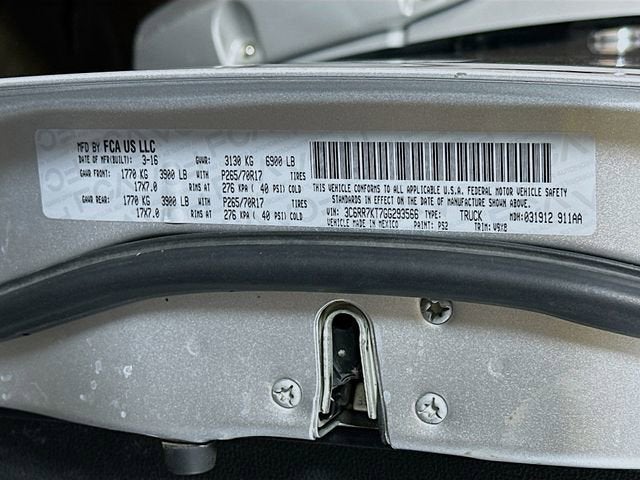 MFD BY FCA US LLC
DATE OF MFR(BUILT): 3-16 GVWR: 3130 KG 6900 LB
GAWR FRONT: 1770 KG 3900 LB WITH P265/70R17 TIRES
17X7.0 RIMS AT 276 KPA( 40 PSI) COLD
GAWR REAR: 1770 KG 3900 LB WITH P265/70R17 TIRES
17X7.0 RIMS AT 276 KPA( 40 PSI) COLD
THIS VEHICLE CONFORMS TO ALL APPLICABLE U.S.A. FEDERAL MOTOR VEHICLE SAFETY
STANDARDS IN EFFECT ON THE DATE OF MANUFACTURE SHOWN ABOVE
VIN: 3C6RR7KT7GG293566 TYPE: TRUCK MDH: 031912 911AA
VEHICLE MADE IN MEXICO PAINT: PS2 TRIM: V9X8